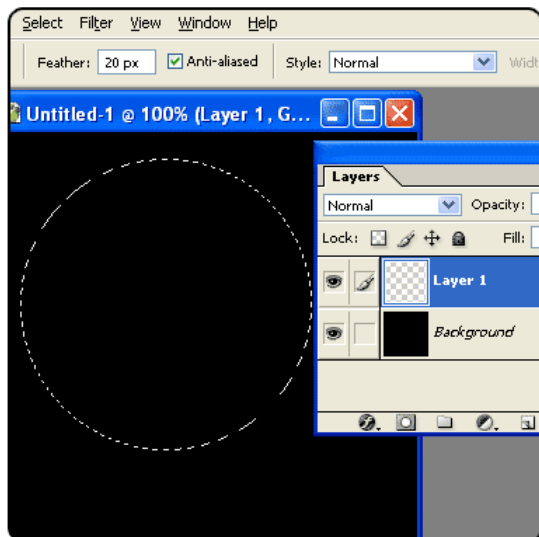 Select Filter View Window Help
Feather: 20 px Anti-aliased Style: Normal Widt
Untitled-1 @ 100% (Layer 1, G...
Layers
Normal Opacity:
Lock: Fill:
Layer 1
Background